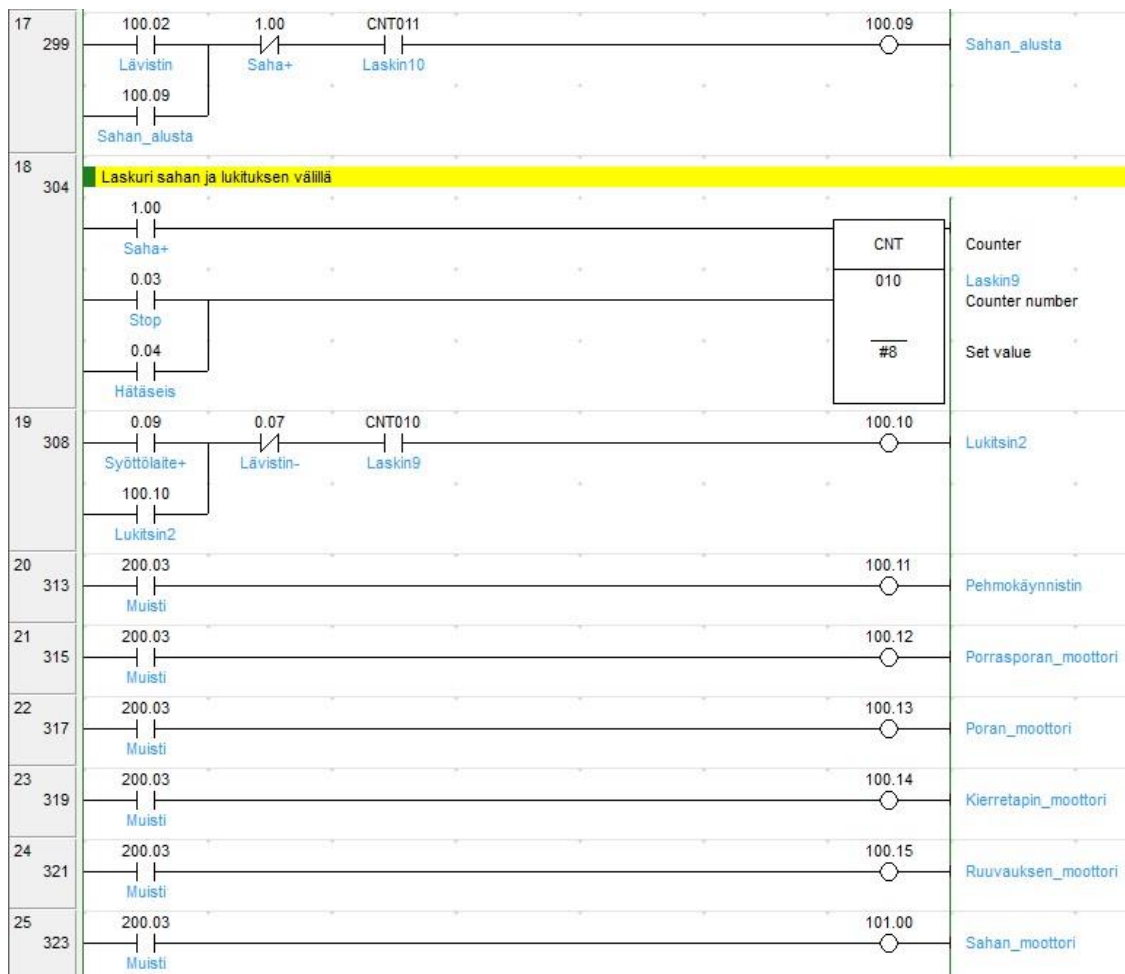 17
299
100.02 1.00 CNT011 100.09
Lävistin Saha+ Laskin10 Sahan_alusta
100.09
Sahan_alusta
18
304
Laskuri sahan ja lukituksen välillä
1.00
Saha+
CNT Counter
0.03
Stop
010 Laskin9
Counter number
0.04
Hätäseis
#8 Set value
19
308
0.09 0.07 CNT010 100.10
Syöttölaite+ Lävistin- Laskin9 Lukitsin2
100.10
Lukitsin2
20
313
200.03 100.11
Muisti Pehmokäynnistin
21
315
200.03 100.12
Muisti Porrasporan_moottori
22
317
200.03 100.13
Muisti Poran_moottori
23
319
200.03 100.14
Muisti Kierretapin_moottori
24
321
200.03 100.15
Muisti Ruuvauksen_moottori
25
323
200.03 101.00
Muisti Sahan_moottori